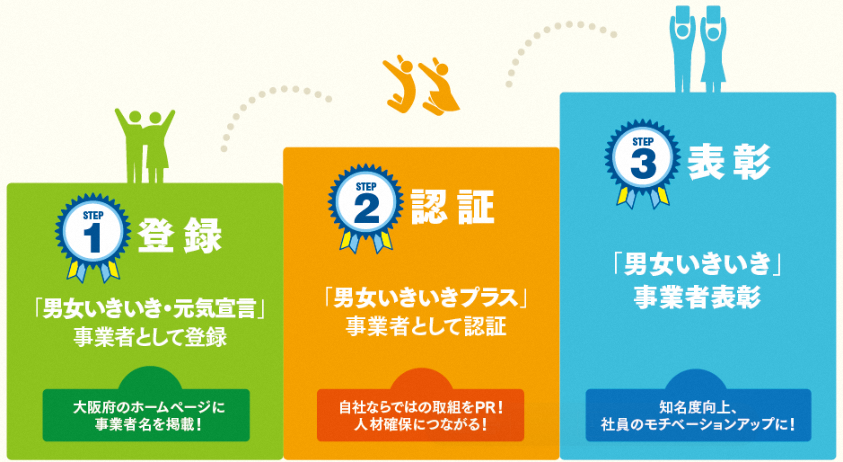 STEP
1
登録
「男女いきいき・元気宣言」
事業者として登録
大阪府のホームページに
事業者名を掲載！
STEP
2
認証
「男女いきいきプラス」
事業者として認証
自社ならではの取組をPR！
人材確保につながる！
STEP
3
表彰
「男女いきいき」
事業者表彰
知名度向上、
社員のモチベーションアップに！